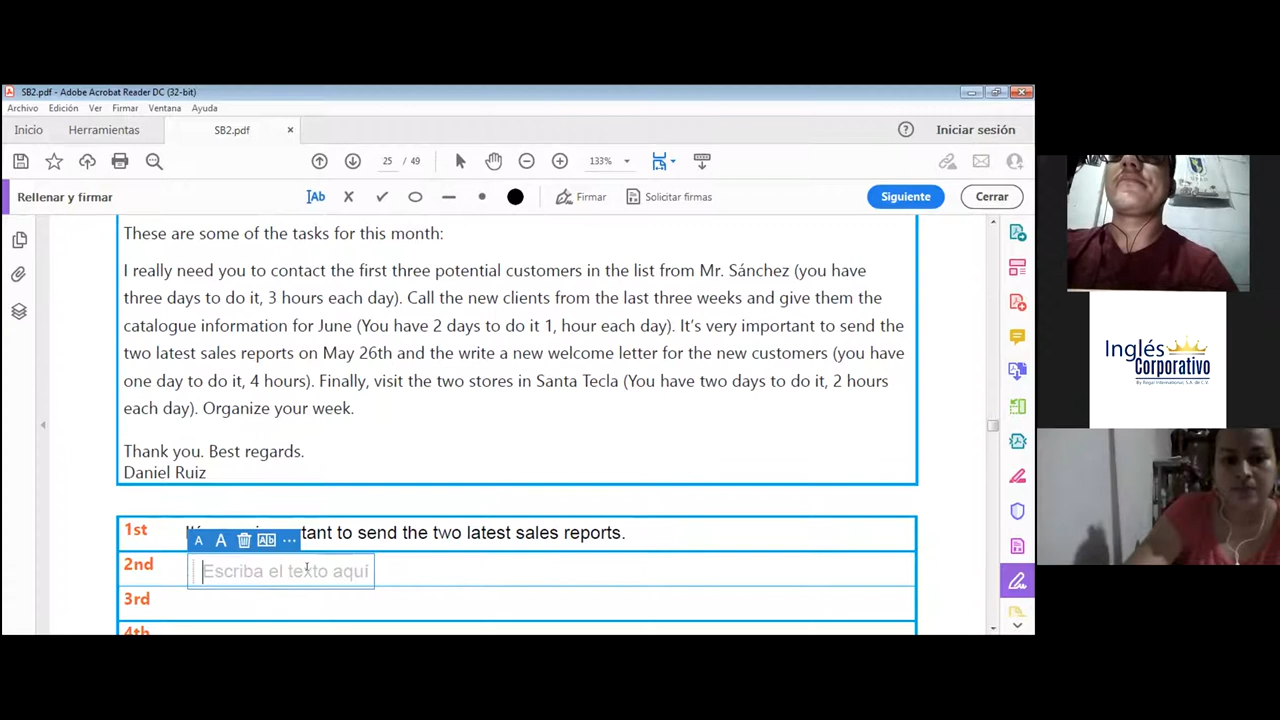 SB2.pdf - Adobe Acrobat Reader DC (32-bit)
Archivo Edición Ver Firmar Ventana Ayuda
Inicio Herramientas SB2.pdf × ? Iniciar sesión
25 / 49 133%
Rellenar y firmar Ab Firmar Solicitar firmas Siguiente Cerrar
These are some of the tasks for this month:
I really need you to contact the first three potential customers in the list from Mr. Sánchez (you have
three days to do it, 3 hours each day). Call the new clients from the last three weeks and give them the
catalogue information for June (You have 2 days to do it 1, hour each day). It's very important to send the
two latest sales reports on May 26th and the write a new welcome letter for the new customers (you have
one day to do it, 4 hours). Finally, visit the two stores in Santa Tecla (You have two days to do it, 2 hours
each day). Organize your week.
Thank you. Best regards.
Daniel Ruiz
1st tant to send the two latest sales reports.
A A Ab ...
2nd Escriba el texto aquí
3rd
4th
Inglés
Corporativo
By Regal International, S.A. de C.V.